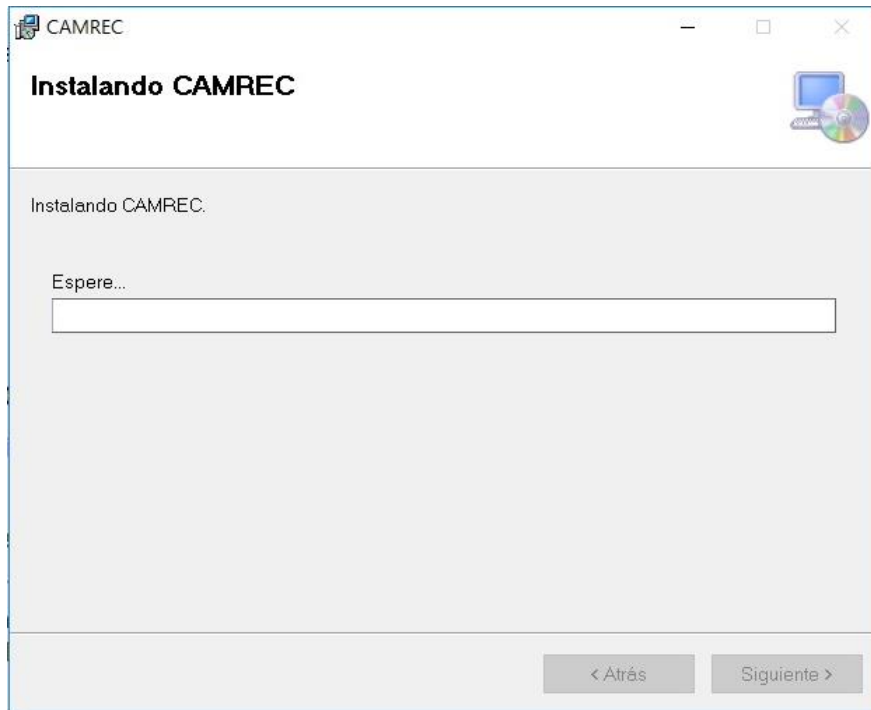 CAMREC
Instalando CAMREC
Instalando CAMREC.
Espere...
< Atrás
Siguiente >